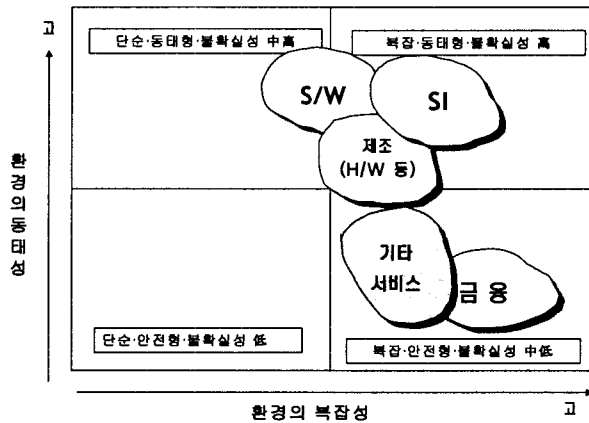 고
단순·동태형·불확실성 中高
복잡·동태형·불확실성 高
S/W
SI
제조
(H/W 등)
환경의동태성
기타
서비스
금융
단순·안전형·불확실성 低
복잡·안전형·불확실성 中低
환경의 복잡성
고